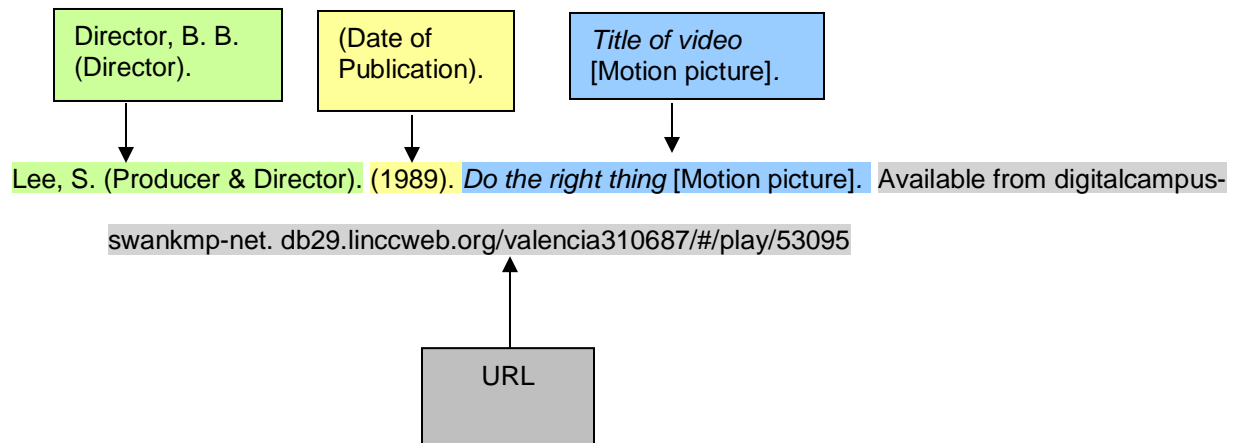 Director, B. B.
(Director).
(Date of
Publication).
Title of video
[Motion picture].
Lee, S. (Producer & Director). (1989). Do the right thing [Motion picture]. Available from digitalcampus-
swankmp-net. db29.linccweb.org/valencia310687/#/play/53095
URL